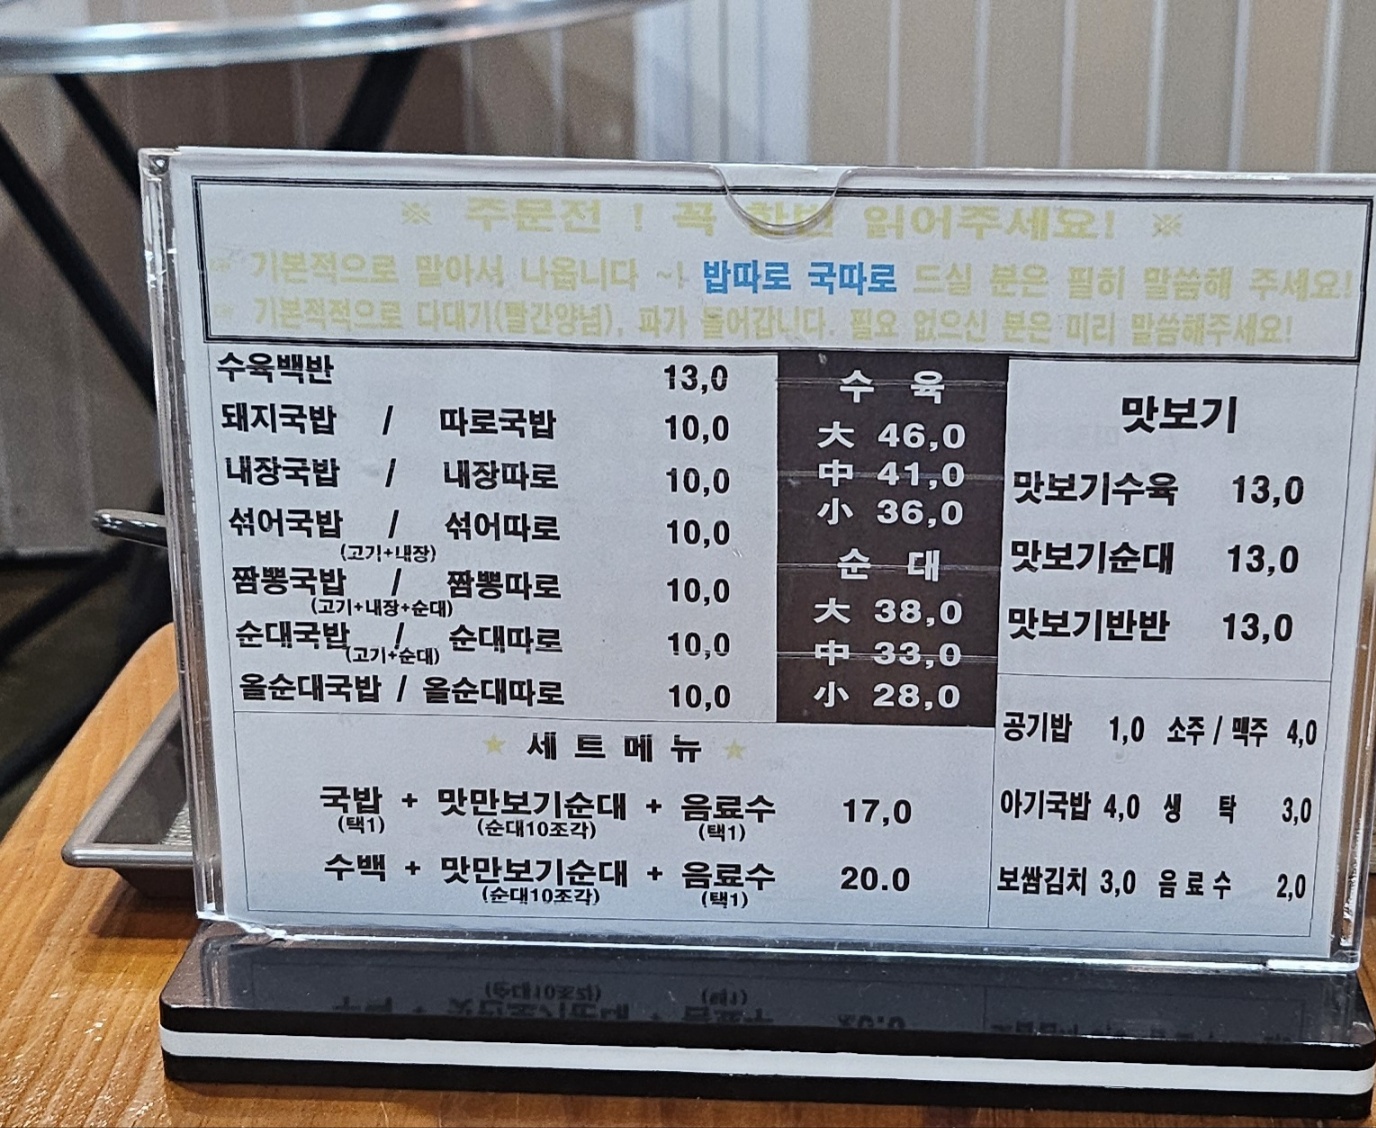 ※ 주문전 ! 꼭 한번 읽어주세요! ※
☞ 기본적으로 말아서 나옵니다 ~! 밥따로 국따로 드실 분은 필히 말씀해 주세요!
☞ 기본적적으로 다대기(빨간양념), 파가 들어갑니다. 필요 없으신 분은 미리 말씀해주세요!
수육백반 13,0
돼지국밥 / 따로국밥 10,0
내장국밥 / 내장따로 10,0
섞어국밥 / 섞어따로 10,0
(고기+내장)
짬뽕국밥 / 짬뽕따로 10,0
(고기+내장+순대)
순대국밥 / 순대따로 10,0
(고기+순대)
올순대국밥 / 올순대따로 10,0
수 육
大 46,0
中 41,0
小 36,0
순 대
大 38,0
中 33,0
小 28,0
맛보기
맛보기수육 13,0
맛보기순대 13,0
맛보기반반 13,0
★ 세 트 메 뉴 ★
국밥 + 맛만보기순대 + 음료수 17,0
(택1) (순대10조각) (택1)
수백 + 맛만보기순대 + 음료수 20.0
(순대10조각) (택1)
공기밥 1,0 소주 / 맥주 4,0
아기국밥 4,0 생 탁 3,0
보쌈김치 3,0 음 료 수 2,0